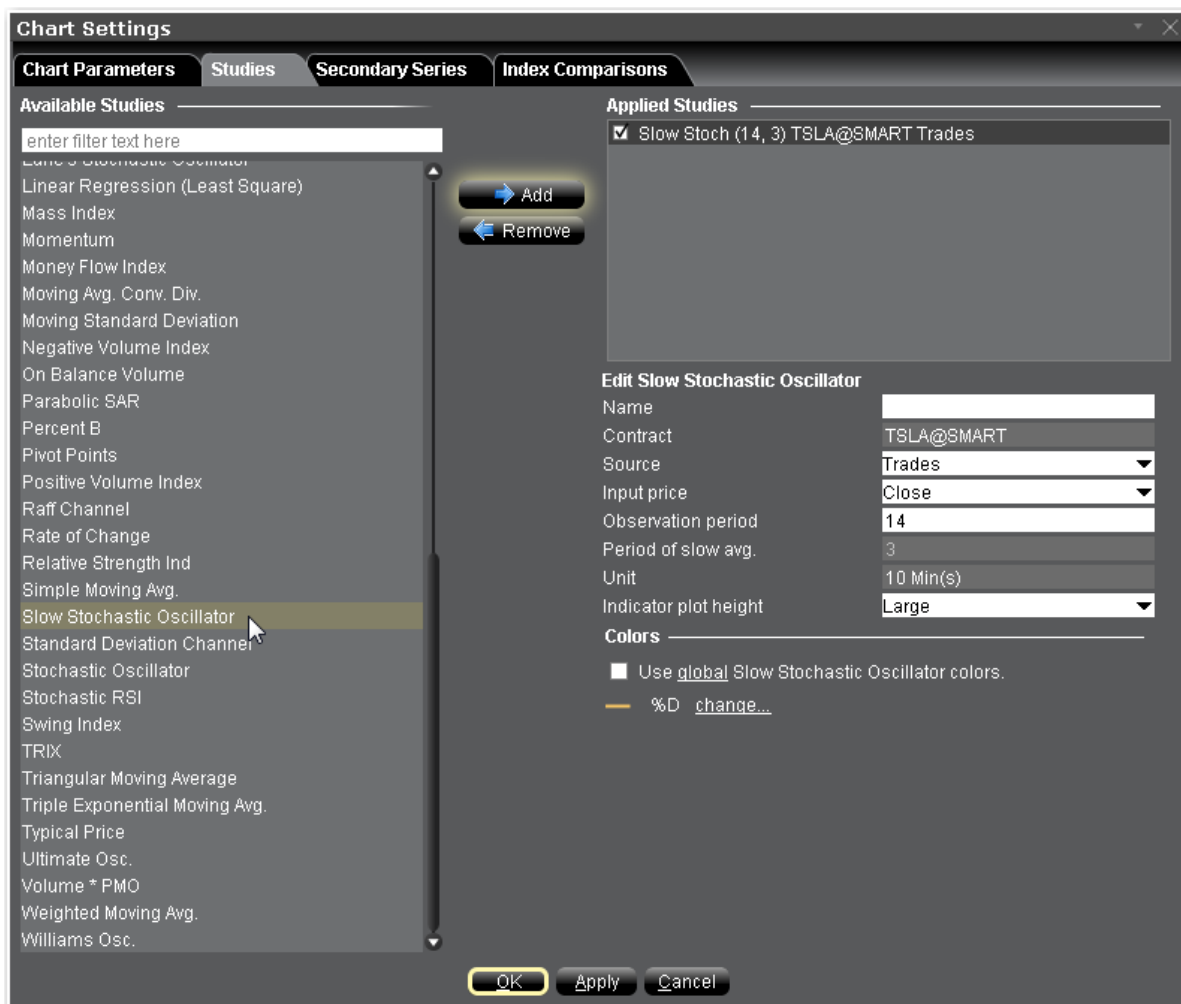 Chart Settings
Chart Parameters
Studies
Secondary Series
Index Comparisons
Available Studies
enter filter text here
Lane's Stochastic Oscillator
Linear Regression (Least Square)
Mass Index
Momentum
Money Flow Index
Moving Avg. Conv. Div.
Moving Standard Deviation
Negative Volume Index
On Balance Volume
Parabolic SAR
Percent B
Pivot Points
Positive Volume Index
Raff Channel
Rate of Change
Relative Strength Ind
Simple Moving Avg.
Slow Stochastic Oscillator
Standard Deviation Channel
Stochastic Oscillator
Stochastic RSI
Swing Index
TRIX
Triangular Moving Average
Triple Exponential Moving Avg.
Typical Price
Ultimate Osc.
Volume * PMO
Weighted Moving Avg.
Williams Osc.
Add
Remove
Applied Studies
Slow Stoch (14, 3) TSLA@SMART Trades
Edit Slow Stochastic Oscillator
Name
Contract TSLA@SMART
Source Trades
Input price Close
Observation period 14
Period of slow avg. 3
Unit 10 Min(s)
Indicator plot height Large
Colors
Use global Slow Stochastic Oscillator colors.
%D change...
OK
Apply
Cancel